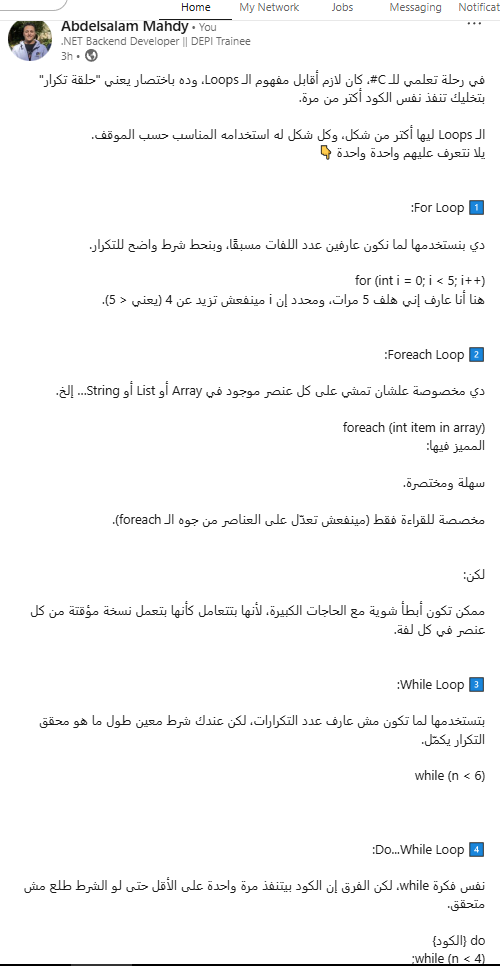 Home My Network Jobs Messaging Notificat
Abdelsalam Mahdy • You
.NET Backend Developer || DEPI Trainee
3h •
في رحلة تعلمي للـ C#، كان لازم أقابل مفهوم الـ Loops، وده باختصار يعني "حلقة تكرار"
بتخليك تنفذ نفس الكود أكتر من مرة.
الـ Loops ليها أكتر من شكل، وكل شكل له استخدامه المناسب حسب الموقف.
يلا نتعرف عليهم واحدة واحدة 👇
1️⃣ For Loop:
دي بنستخدمها لما نكون عارفين عدد اللفات مسبقًا، وبنحط شرط واضح للتكرار.
for (int i = 0; i < 5; i++)
هنا أنا عارف إني هلف 5 مرات، ومحدد إن i مينفعش تزيد عن 4 (يعني < 5).
2️⃣ Foreach Loop:
دي مخصوصة علشان تمشي على كل عنصر موجود في Array أو List أو String... إلخ.
foreach (int item in array)
المميز فيها:
سهلة ومختصرة.
مخصصة للقراءة فقط (مينفعش تعدّل على العناصر من جوه الـ foreach).
لكن:
ممكن تكون أبطأ شوية مع الحاجات الكبيرة، لأنها بتتعامل كأنها بتعمل نسخة مؤقتة من كل
عنصر في كل لفة.
3️⃣ While Loop:
بتستخدمها لما تكون مش عارف عدد التكرارات، لكن عندك شرط معين طول ما هو محقق
التكرار يكمّل.
while (n < 6)
4️⃣ Do...While Loop:
نفس فكرة while، لكن الفرق إن الكود بيتنفذ مرة واحدة على الأقل حتى لو الشرط طلع مش
متحقق.
do {الكود}
while (n < 4);